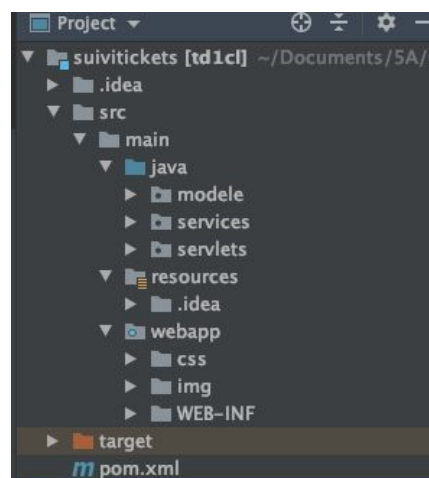 Project
suivitickets [td1cl] ~/Documents/5A/
.idea
src
main
java
modele
services
servlets
resources
.idea
webapp
css
img
WEB-INF
target
m pom.xml